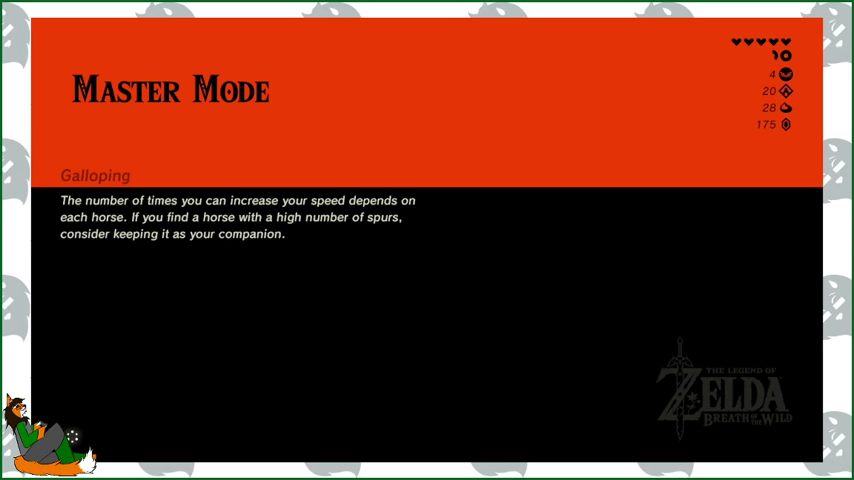 Master Mode
4
20
28
175
Galloping
The number of times you can increase your speed depends on
each horse. If you find a horse with a high number of spurs,
consider keeping it as your companion.
THE LEGEND OF
ZELDA
BREATH OF THE WILD